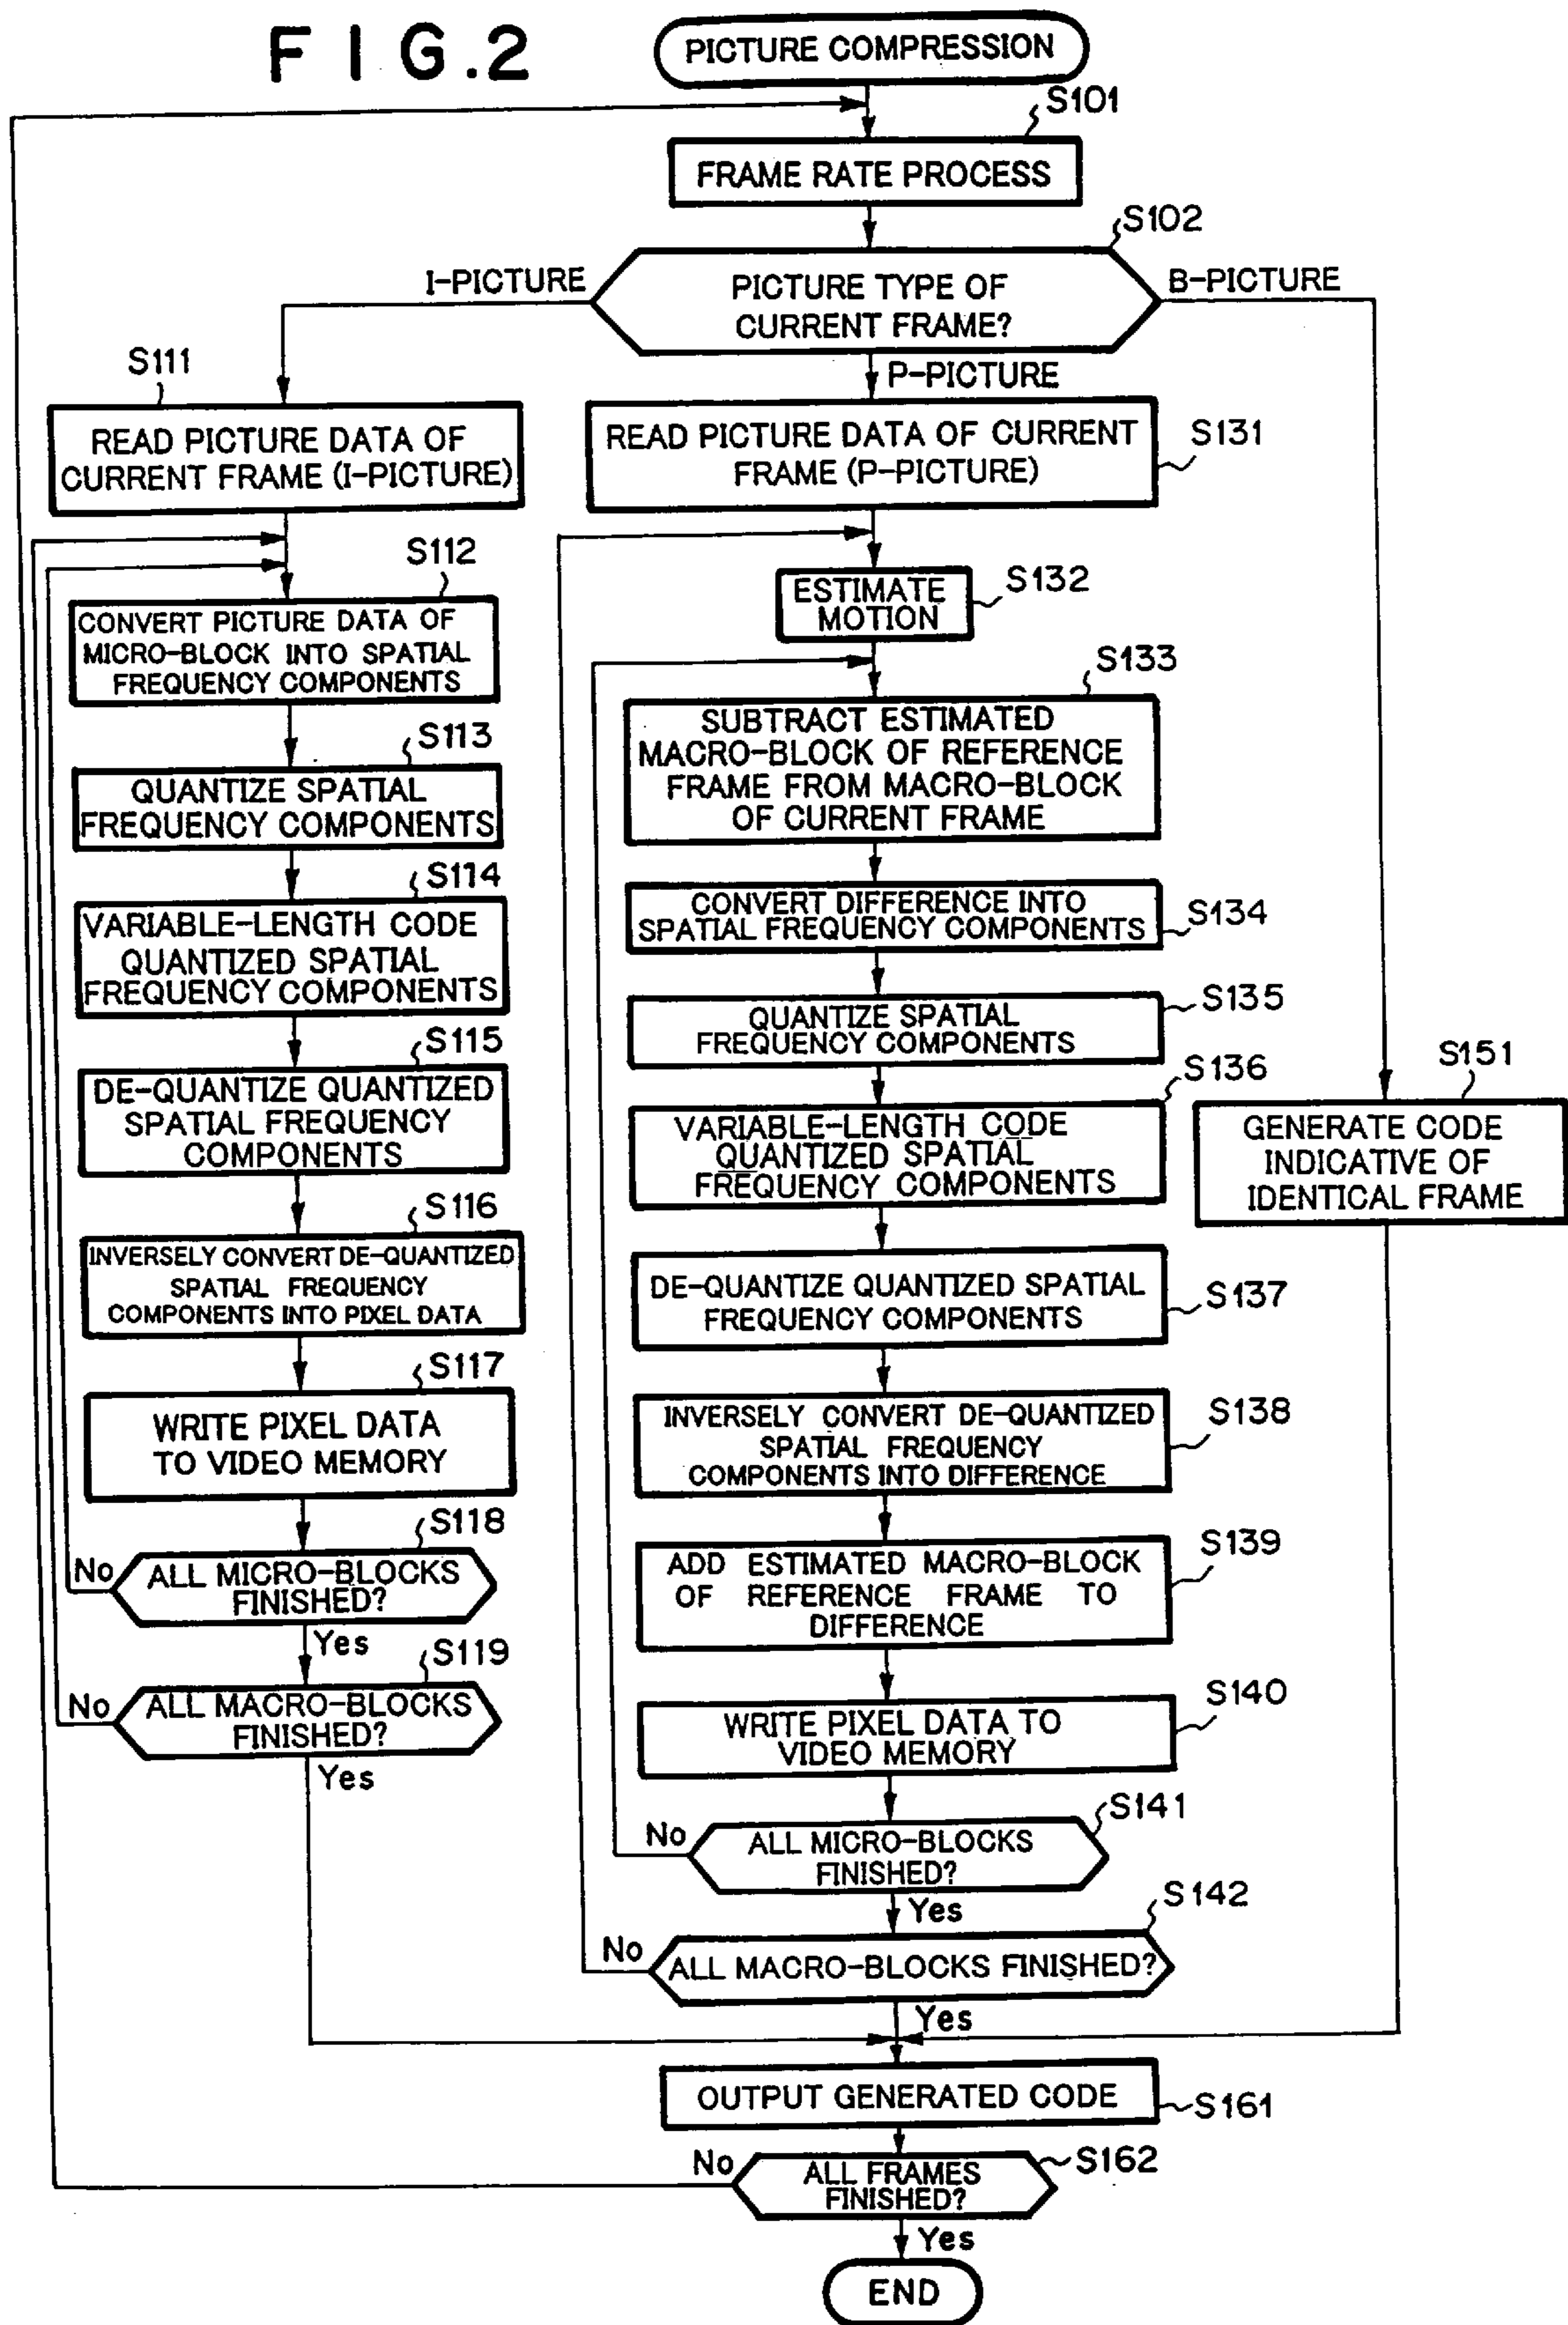 FIG.2
PICTURE COMPRESSION
S101
FRAME RATE PROCESS
S102
I-PICTURE
PICTURE TYPE OF
CURRENT FRAME?
B-PICTURE
P-PICTURE
S111
READ PICTURE DATA OF
CURRENT FRAME (I-PICTURE)
S112
CONVERT PICTURE DATA OF
MICRO-BLOCK INTO SPATIAL
FREQUENCY COMPONENTS
S113
QUANTIZE SPATIAL
FREQUENCY COMPONENTS
S114
VARIABLE-LENGTH CODE
QUANTIZED SPATIAL
FREQUENCY COMPONENTS
S115
DE-QUANTIZE QUANTIZED
SPATIAL FREQUENCY
COMPONENTS
S116
INVERSELY CONVERT DE-QUANTIZED
SPATIAL FREQUENCY
COMPONENTS INTO PIXEL DATA
S117
WRITE PIXEL DATA
TO VIDEO MEMORY
S118
No
ALL MICRO-BLOCKS
FINISHED?
Yes
S119
No
ALL MACRO-BLOCKS
FINISHED?
Yes
READ PICTURE DATA OF CURRENT
FRAME (P-PICTURE)
S131
ESTIMATE
MOTION
S132
S133
SUBTRACT ESTIMATED
MACRO-BLOCK OF REFERENCE
FRAME FROM MACRO-BLOCK
OF CURRENT FRAME
CONVERT DIFFERENCE INTO
SPATIAL FREQUENCY COMPONENTS
S134
QUANTIZE SPATIAL
FREQUENCY COMPONENTS
S135
S136
VARIABLE-LENGTH CODE
QUANTIZED SPATIAL
FREQUENCY COMPONENTS
DE-QUANTIZE QUANTIZED SPATIAL
FREQUENCY COMPONENTS
S137
INVERSELY CONVERT DE-QUANTIZED
SPATIAL FREQUENCY
COMPONENTS INTO DIFFERENCE
S138
ADD ESTIMATED MACRO-BLOCK
OF REFERENCE FRAME TO
DIFFERENCE
S139
WRITE PIXEL DATA TO
VIDEO MEMORY
S140
S141
No
ALL MICRO-BLOCKS
FINISHED?
Yes
S142
No
ALL MACRO-BLOCKS FINISHED?
Yes
S151
GENERATE CODE
INDICATIVE OF
IDENTICAL FRAME
OUTPUT GENERATED CODE
S161
No
ALL FRAMES
FINISHED?
S162
Yes
END